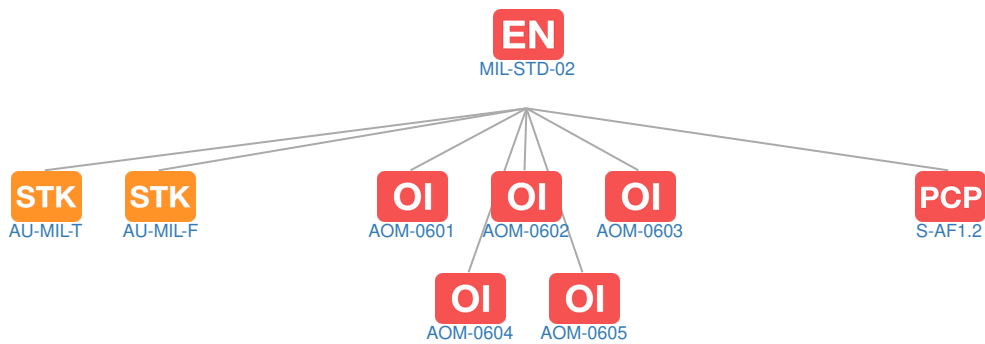 EN
MIL-STD-02
STK STK OI OI OI PCP
AU-MIL-T AU-MIL-F AOM-0601 AOM-0602 AOM-0603 S-AF1.2
OI OI
AOM-0604 AOM-0605